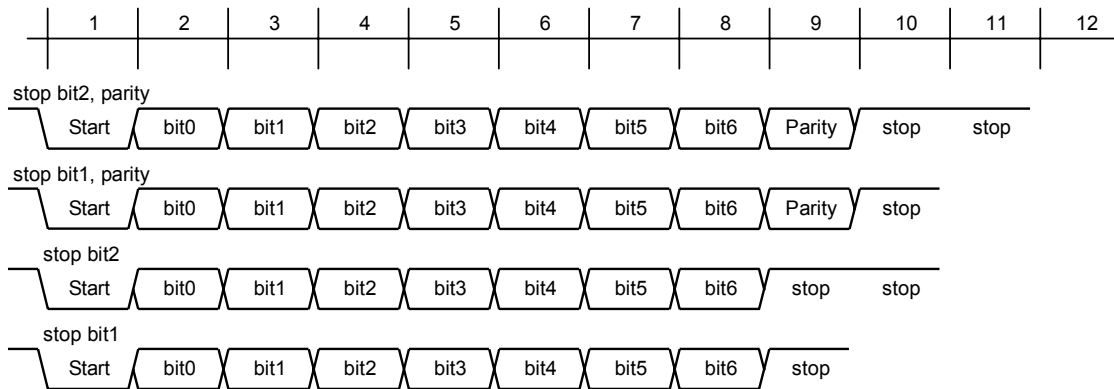 1 2 3 4 5 6 7 8 9 10 11 12
stop bit2, parity
Start bit0 bit1 bit2 bit3 bit4 bit5 bit6 Parity stop stop
stop bit1, parity
Start bit0 bit1 bit2 bit3 bit4 bit5 bit6 Parity stop
stop bit2
Start bit0 bit1 bit2 bit3 bit4 bit5 bit6 stop stop
stop bit1
Start bit0 bit1 bit2 bit3 bit4 bit5 bit6 stop